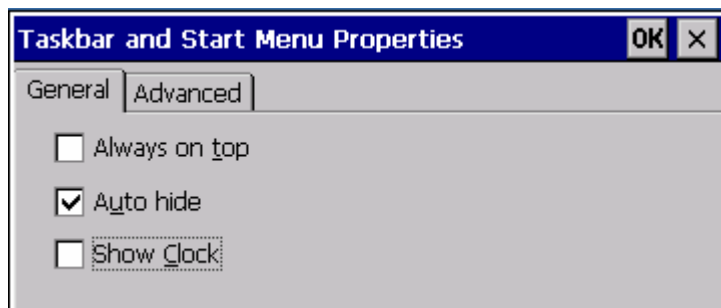 Taskbar and Start Menu Properties OK ×
General Advanced
Always on top
Auto hide
Show Clock